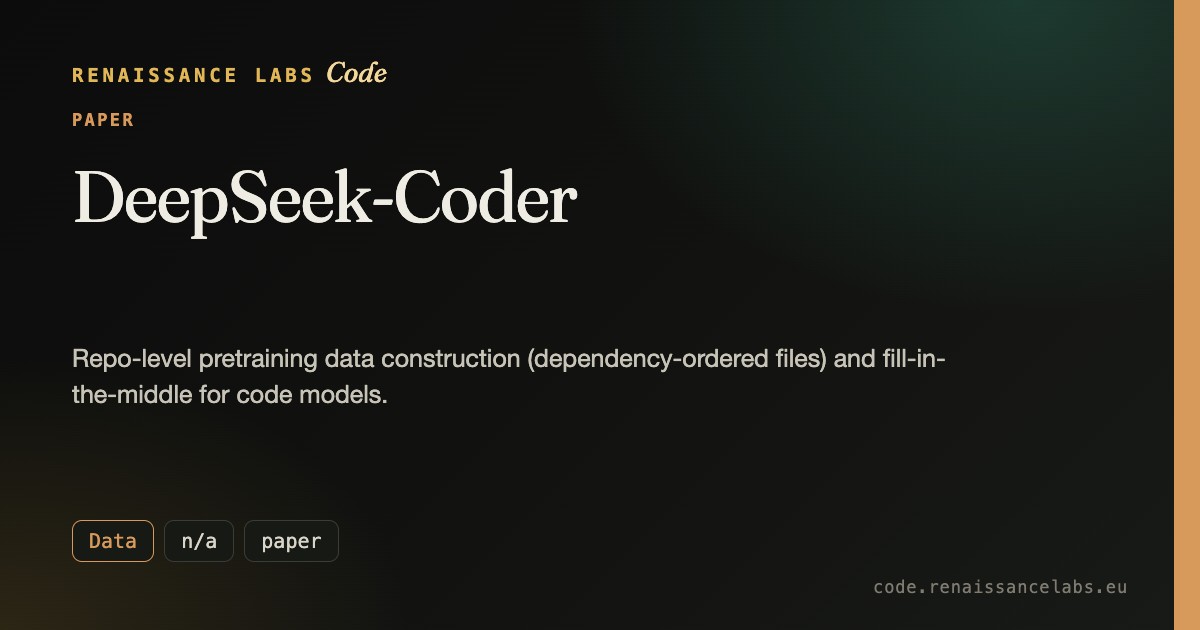 RENAISSANCE LABS Code
PAPER
DeepSeek-Coder
Repo-level pretraining data construction (dependency-ordered files) and fill-in-
the-middle for code models.
Data n/a paper
code.renaissancelabs.eu